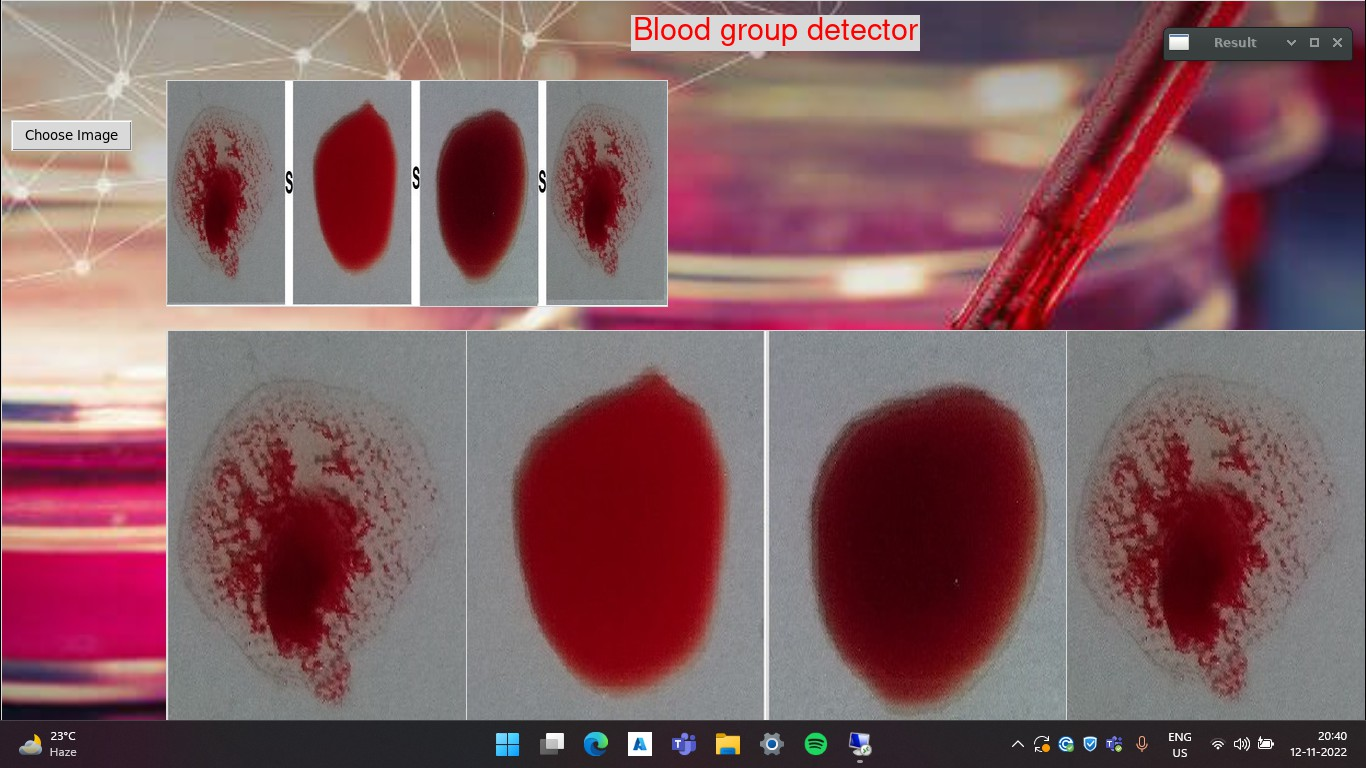 Blood group detector
Result
Choose Image
S
S
S
23°C
Haze
ENG
US
20:40
12-11-2022